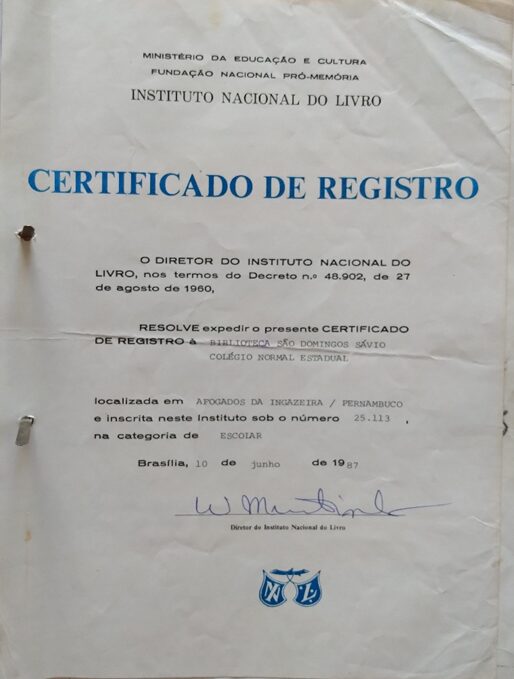 MINISTÉRIO DA EDUCAÇÃO E CULTURA
FUNDAÇÃO NACIONAL PRÓ-MEMÓRIA
INSTITUTO NACIONAL DO LIVRO
CERTIFICADO DE REGISTRO
O DIRETOR DO INSTITUTO NACIONAL DO
LIVRO, nos termos do Decreto n.º 48.902, de 27
de agosto de 1960,
RESOLVE expedir o presente CERTIFICADO
DE REGISTRO à BIBLIOTECA SÃO DOMINGOS SÁVIO
COLÉGIO NORMAL ESTADUAL
localizada em AFOGADOS DA INGAZEIRA / PERNAMBUCO
e inscrita neste Instituto sob o número 25.113 ,
na categoria de ESCOLAR
Brasília, 10 de junho de 1987
Diretor do Instituto Nacional do Livro